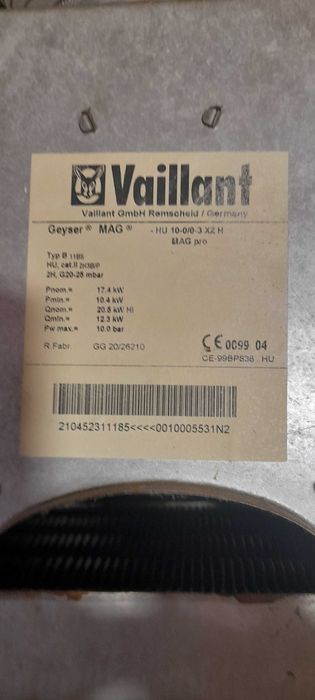 Vaillant
Vaillant GmbH Remscheid / Germany
Geyser® MAG® - HU 10-0/0-3 XZ H
MAG pro
Typ B 11BS
HU, cat.II 2H3B/P
2H, G20-25 mbar
Pnom.= 17.4 kW
Pmin.= 10.4 kW
Qnom.= 20.8 kW Hi
Qmin.= 12.3 kW
Pw max.= 10.0 bar
R.Fabr. GG 20/26210
CE 0099 04
CE-99BP836 HU
210452311185<<<<0010005531N2